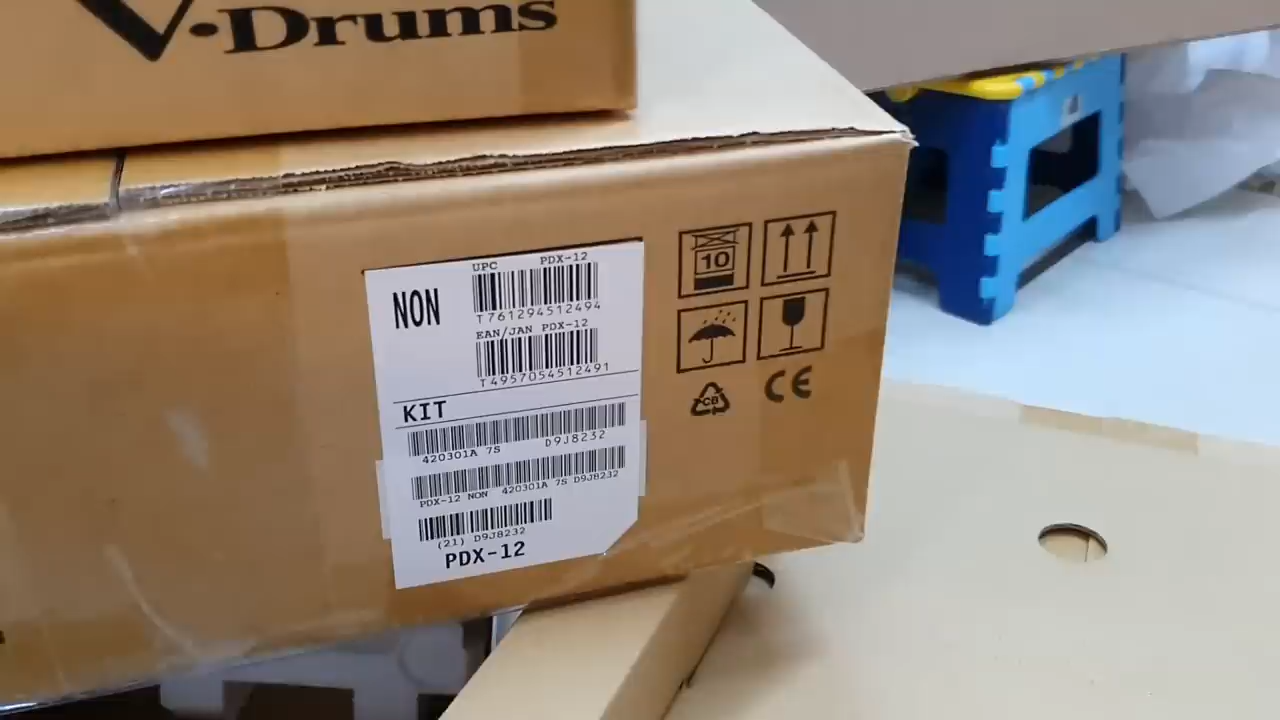 V-Drums
NON
UPC PDX-12
T761294512494
EAN/JAN PDX-12
T4957054512491
KIT
420301A 7S D9J8232
PDX-12 NON 420301A 7S D9J8232
(21) D9J8232
PDX-12
10
CB
CE